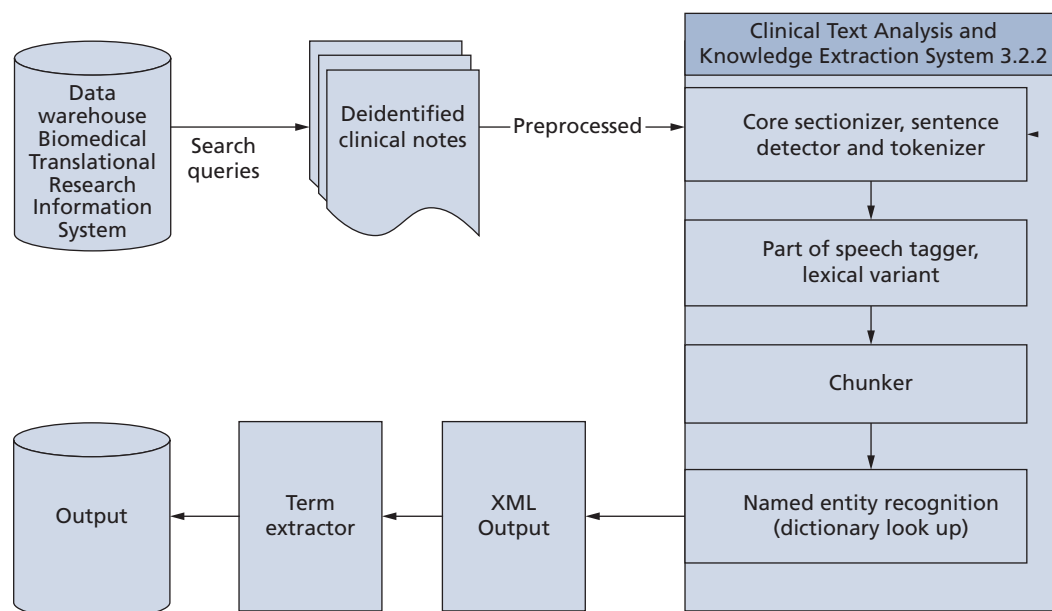 Data
warehouse
Biomedical
Translational
Research
Information
System
Search
queries
Deidentified
clinical notes
Preprocessed
Clinical Text Analysis and
Knowledge Extraction System 3.2.2
Core sectionizer, sentence
detector and tokenizer
Part of speech tagger,
lexical variant
Chunker
Named entity recognition
(dictionary look up)
XML
Output
Term
extractor
Output